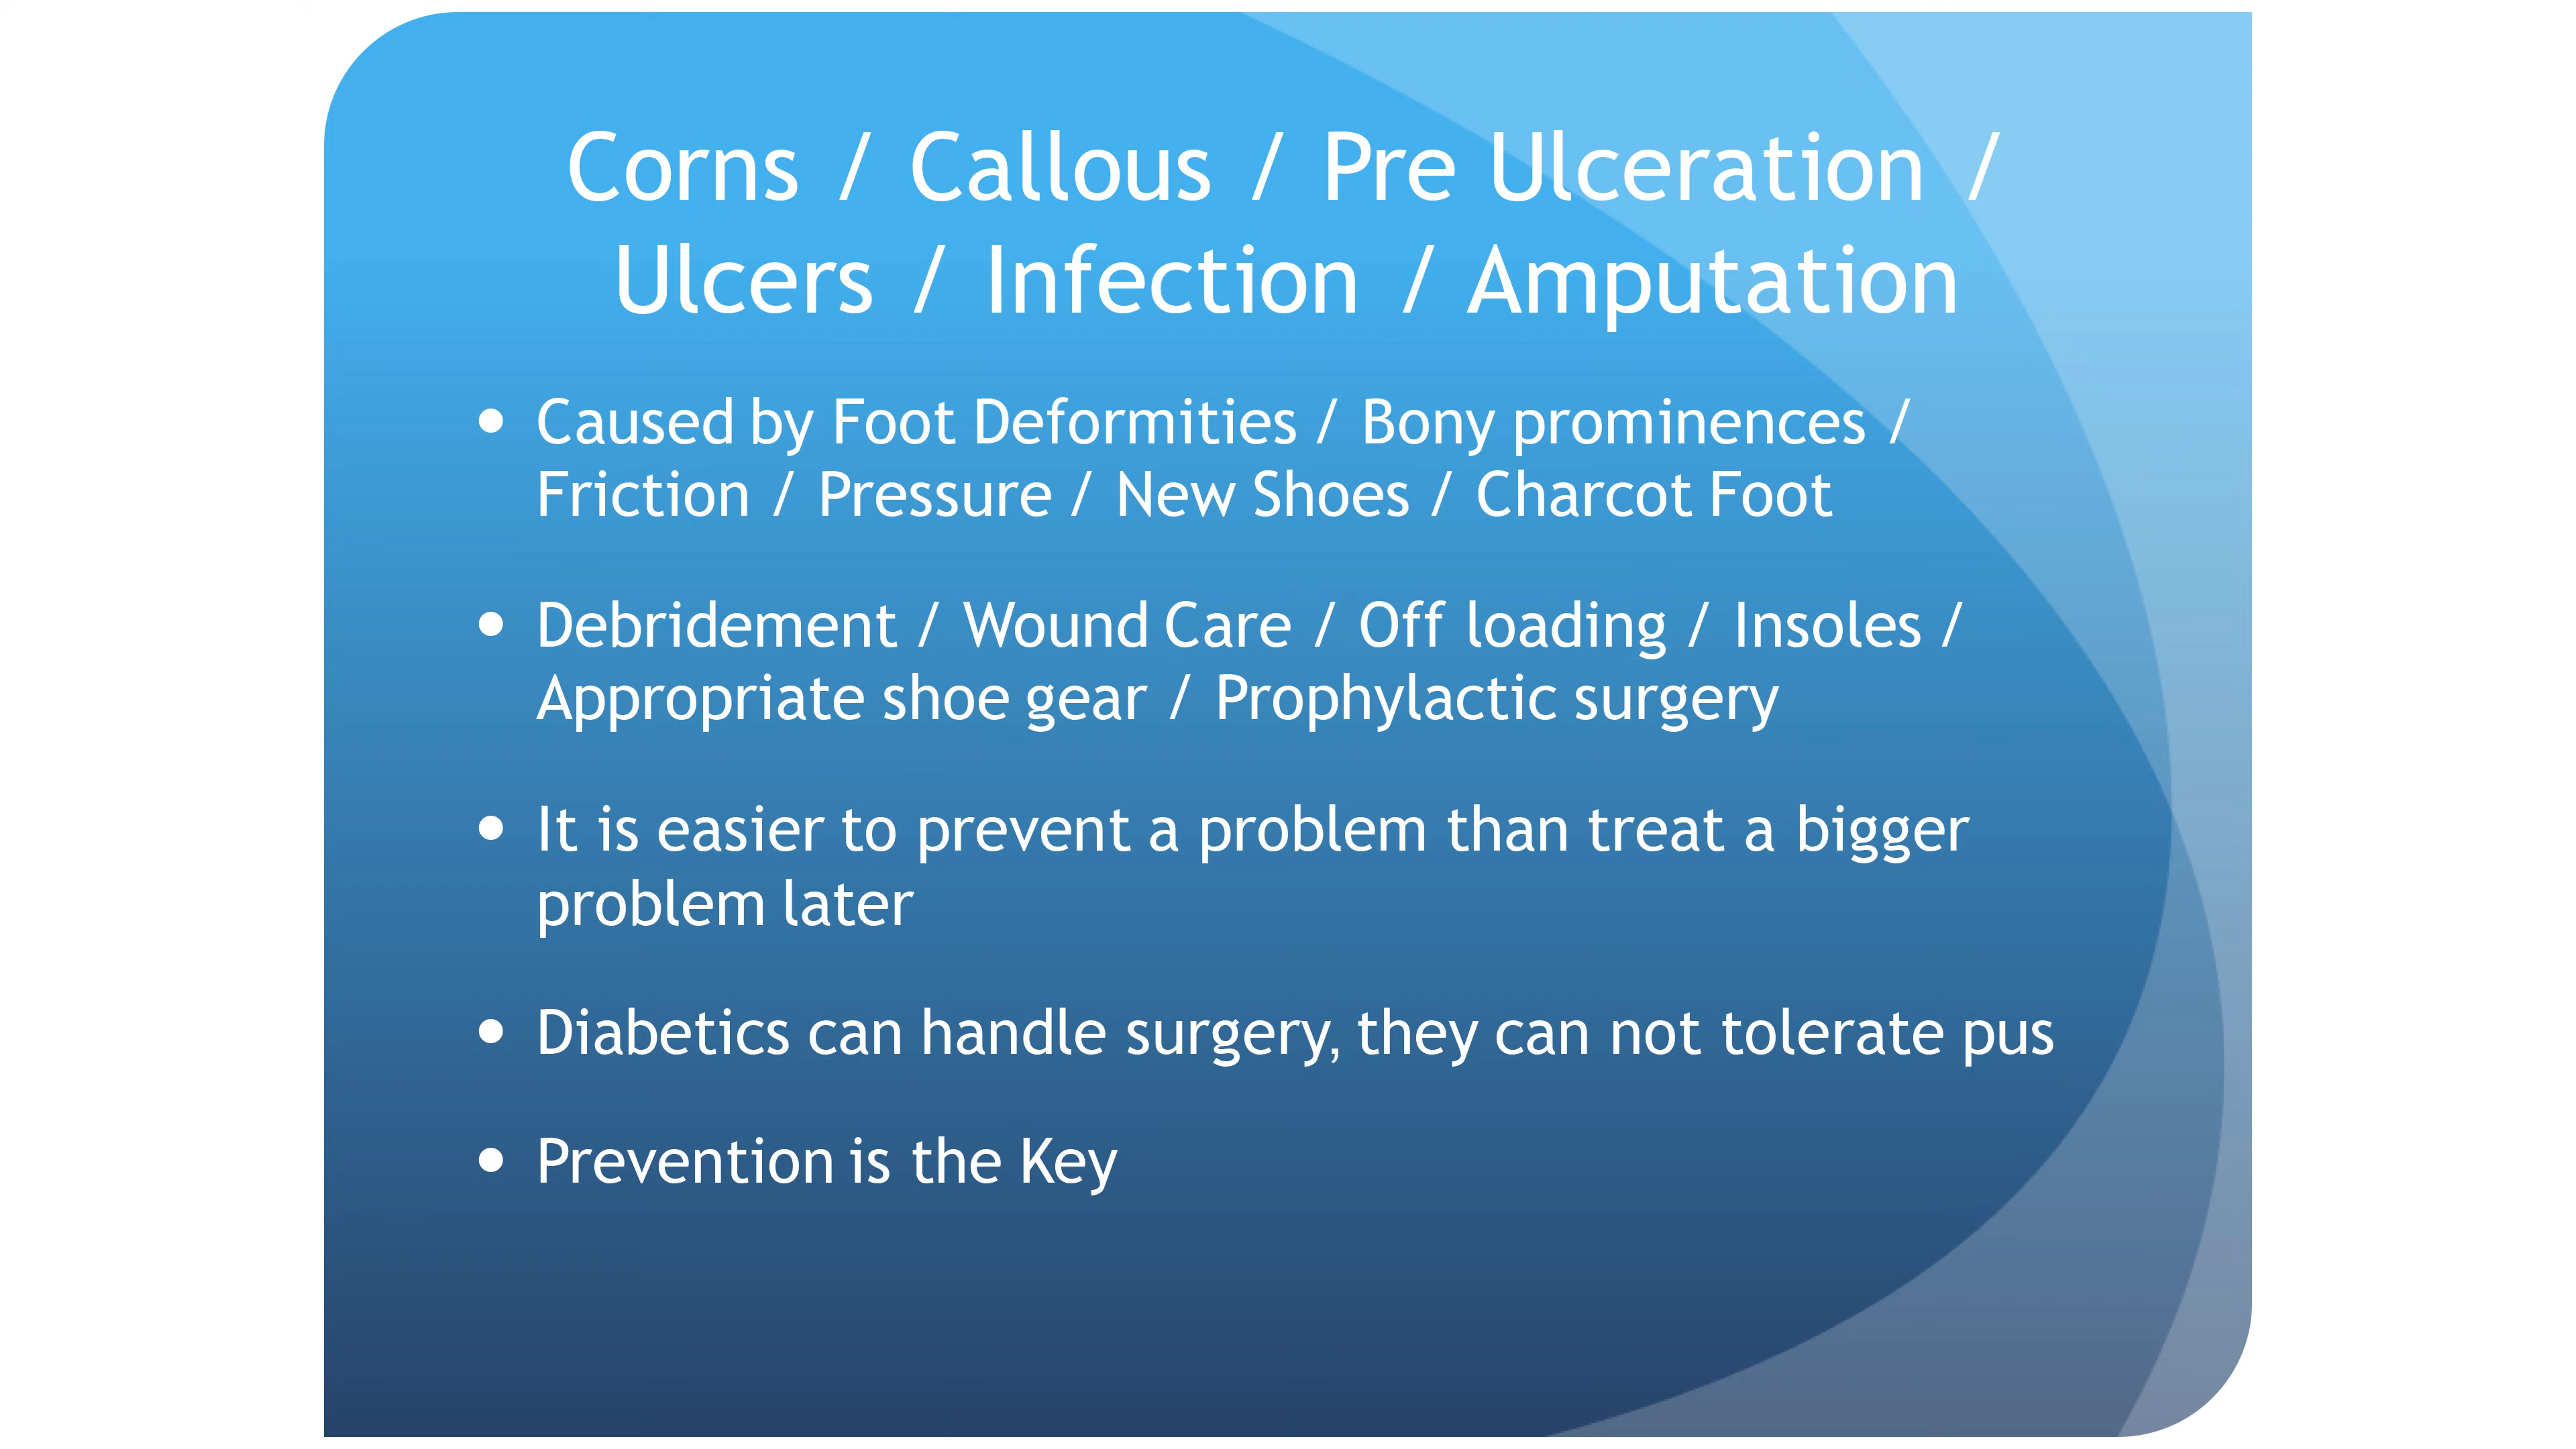 Corns / Callous / Pre Ulceration /
Ulcers / Infection / Amputation
• Caused by Foot Deformities / Bony prominences /
Friction / Pressure / New Shoes / Charcot Foot
• Debridement / Wound Care / Off loading / Insoles /
Appropriate shoe gear / Prophylactic surgery
• It is easier to prevent a problem than treat a bigger
problem later
• Diabetics can handle surgery, they can not tolerate pus
• Prevention is the Key